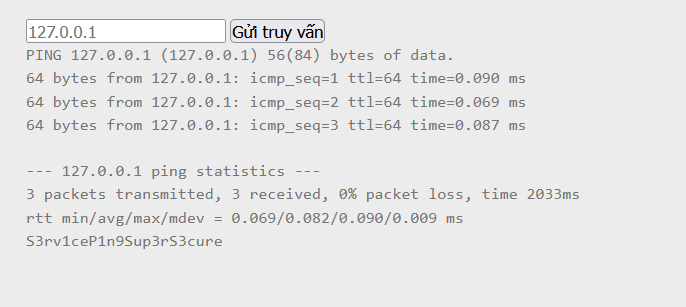 127.0.0.1 Gửi truy vấn
PING 127.0.0.1 (127.0.0.1) 56(84) bytes of data.
64 bytes from 127.0.0.1: icmp_seq=1 ttl=64 time=0.090 ms
64 bytes from 127.0.0.1: icmp_seq=2 ttl=64 time=0.069 ms
64 bytes from 127.0.0.1: icmp_seq=3 ttl=64 time=0.087 ms
--- 127.0.0.1 ping statistics ---
3 packets transmitted, 3 received, 0% packet loss, time 2033ms
rtt min/avg/max/mdev = 0.069/0.082/0.090/0.009 ms
S3rv1ceP1n9Sup3rS3cure